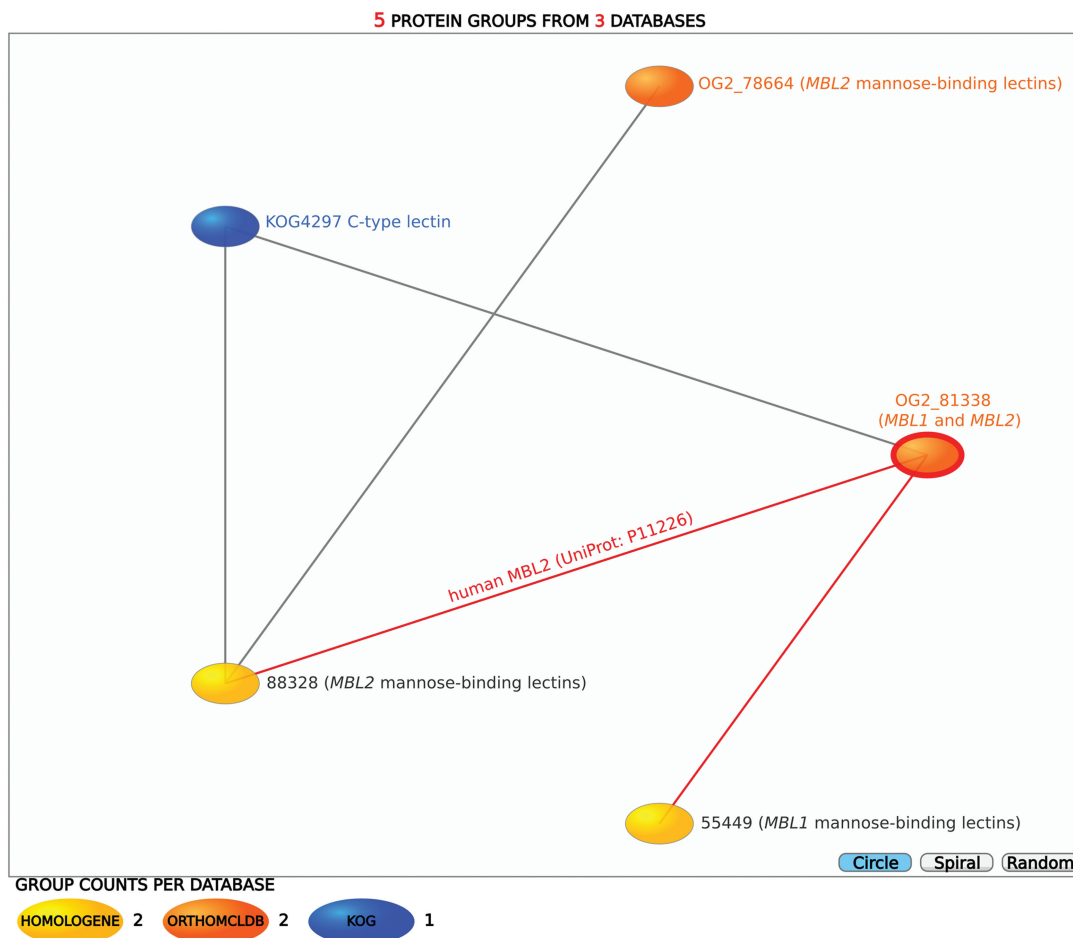 5 PROTEIN GROUPS FROM 3 DATABASES
OG2_78664 (MBL2 mannose-binding lectins)
KOG4297 C-type lectin
OG2_81338
(MBL1 and MBL2)
human MBL2 (UniProt: P11226)
88328 (MBL2 mannose-binding lectins)
55449 (MBL1 mannose-binding lectins)
Circle Spiral Random
GROUP COUNTS PER DATABASE
HOMOLOGENE 2 ORTHOMCLDB 2 KOG 1